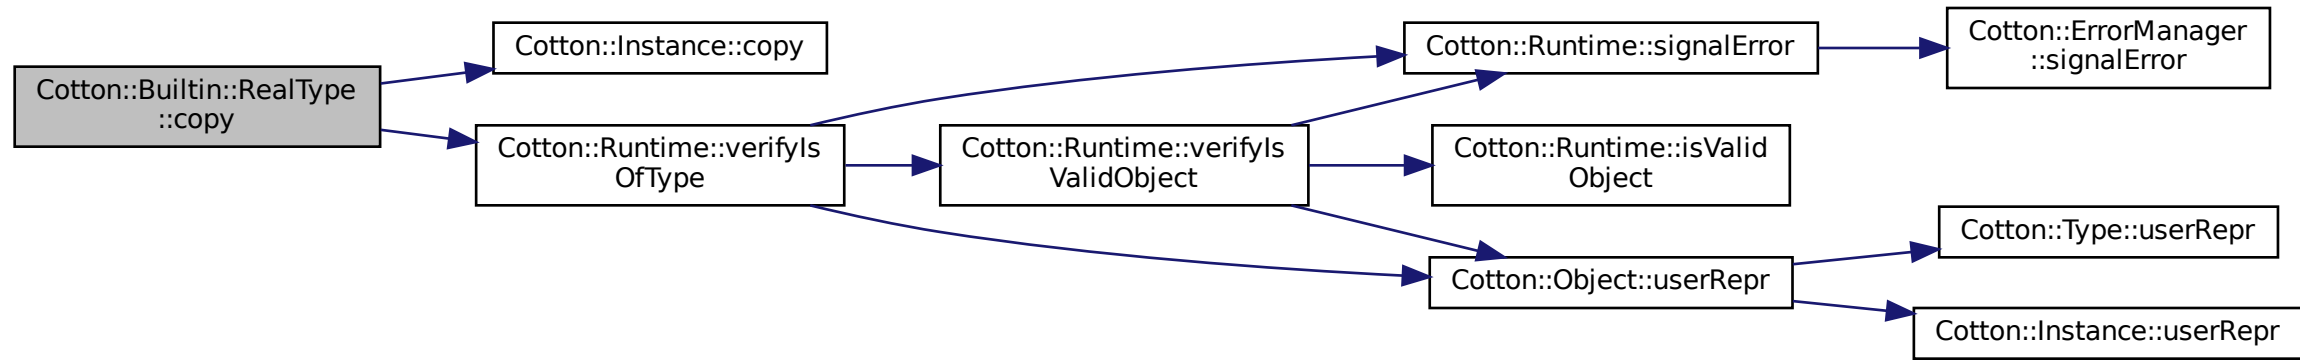 Cotton::Builtin::RealType
::copy
Cotton::Instance::copy
Cotton::Runtime::verifyIs
OfType
Cotton::Runtime::verifyIs
ValidObject
Cotton::Runtime::signalError
Cotton::ErrorManager
::signalError
Cotton::Runtime::isValid
Object
Cotton::Object::userRepr
Cotton::Type::userRepr
Cotton::Instance::userRepr